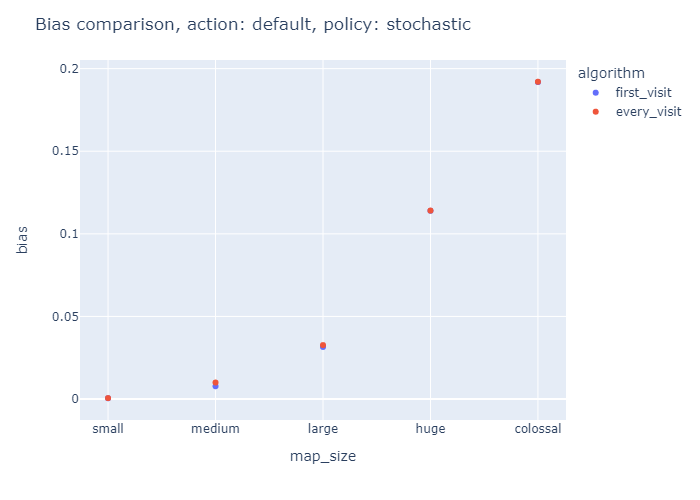 Bias comparison, action: default, policy: stochastic
algorithm
first_visit
every_visit
bias
0.2
0.15
0.1
0.05
0
small
medium
large
huge
colossal
map_size